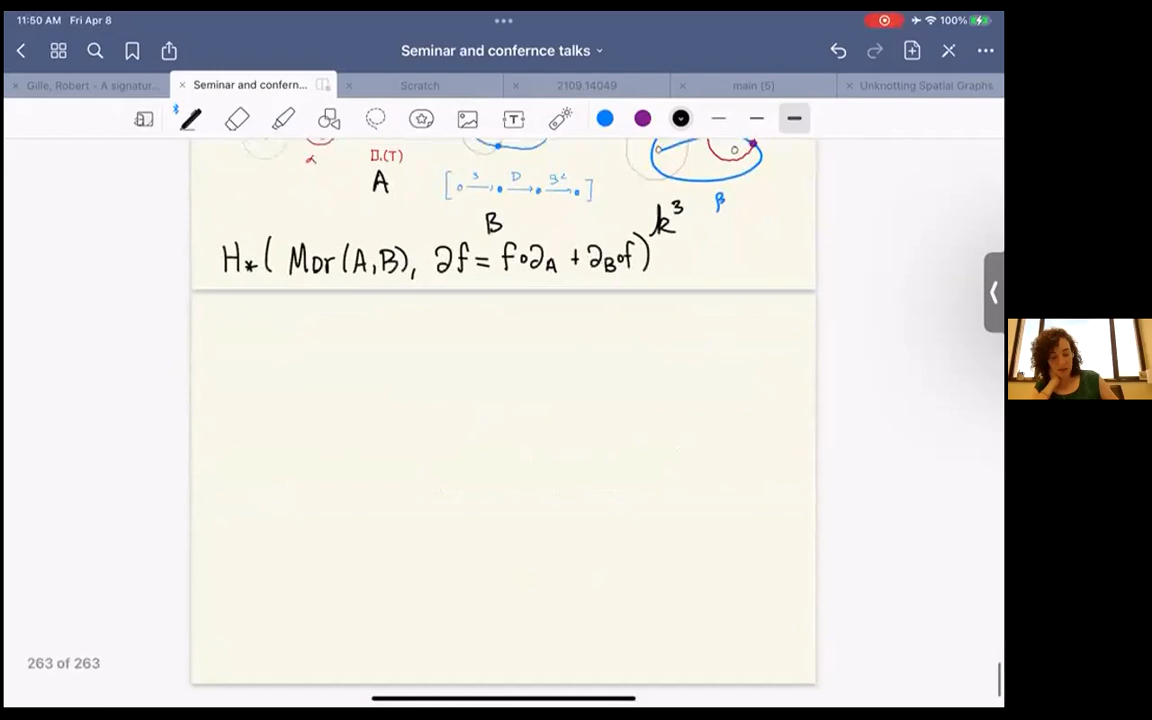 11:50 AM Fri Apr 8
100%
Seminar and confernce talks
Gille, Robert - A signatur...
Seminar and confern...
Scratch
2109.14049
main (5)
Unknotting Spatial Graphs
α
D.(T)
A
[ S D S² ]
B
β
k³
H*( Mor(A,B), ∂f = f∘∂A + ∂B∘f )
263 of 263